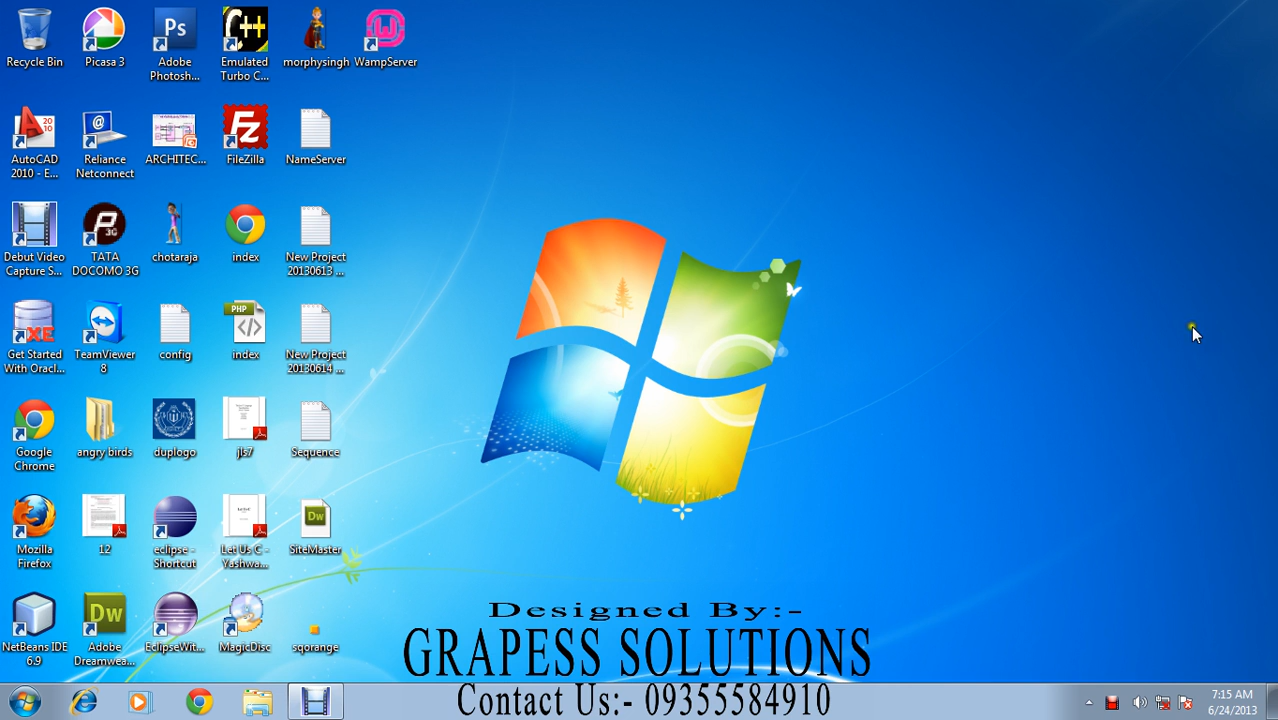 Recycle Bin
Picasa 3
Adobe
Photosh...
Emulated
Turbo C...
morphysingh
WampServer
AutoCAD
2010 - E...
Reliance
Netconnect
ARCHITEC...
FileZilla
NameServer
Debut Video
Capture S...
TATA
DOCOMO 3G
chotaraja
index
New Project
20130613 ...
Get Started
With Oracl...
TeamViewer
8
config
index
New Project
20130614 ...
Google
Chrome
angry birds
duplogo
jls7
Sequence
Mozilla
Firefox
12
eclipse -
Shortcut
Let Us C -
Yashwa...
SiteMaster
NetBeans IDE
6.9
Adobe
Dreamwea...
EclipseWit...
MagicDisc
sqorange
Designed By:-
GRAPESS SOLUTIONS
Contact Us:- 09355584910
7:15 AM
6/24/2013